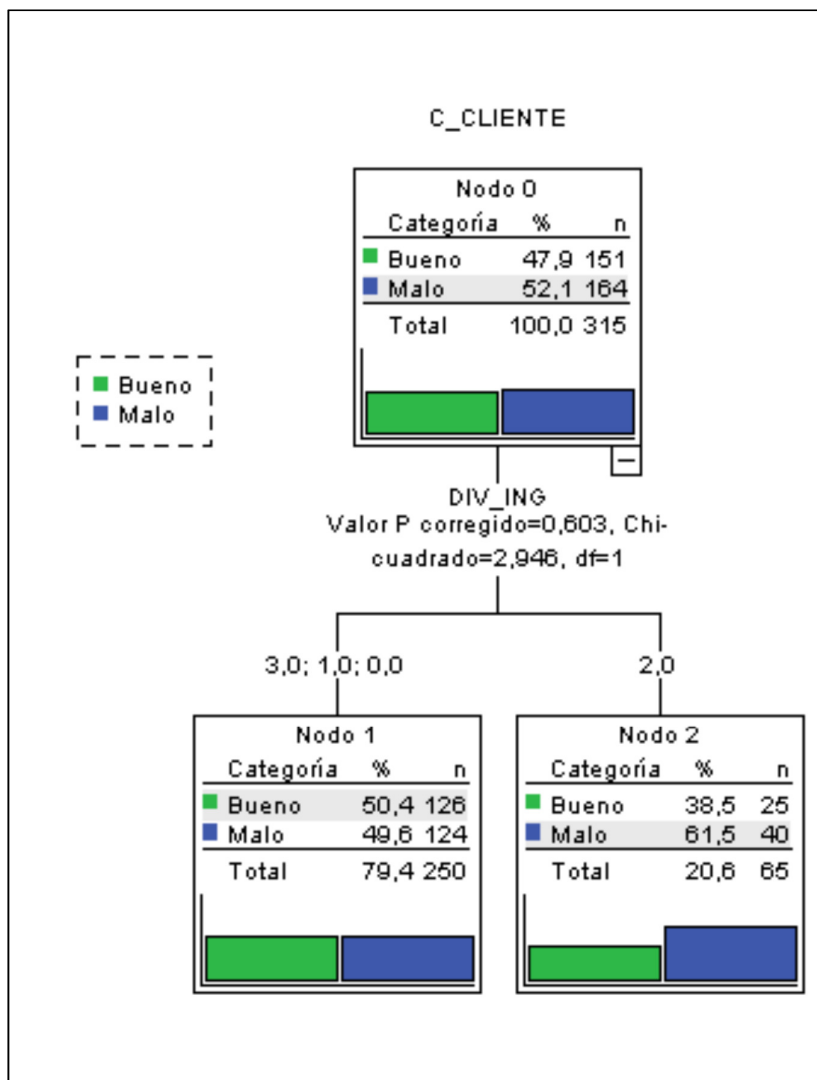 C_CLIENTE
Nodo 0
Categoría % n
Bueno 47,9 151
Malo 52,1 164
Total 100,0 315
Bueno
Malo
DIV_ING
Valor P corregido=0,603, Chi-
cuadrado=2,946, df=1
3,0; 1,0; 0,0
2,0
Nodo 1
Categoría % n
Bueno 50,4 126
Malo 49,6 124
Total 79,4 250
Nodo 2
Categoría % n
Bueno 38,5 25
Malo 61,5 40
Total 20,6 65